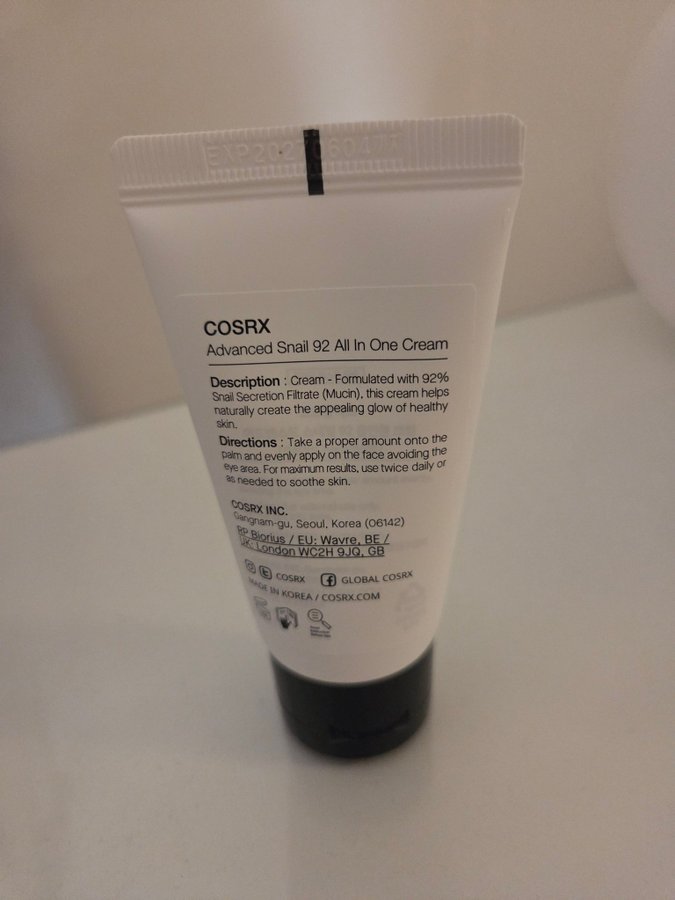 COSRX
Advanced Snail 92 All In One Cream
Description : Cream - Formulated with 92%
Snail Secretion Filtrate (Mucin), this cream helps
naturally create the appealing glow of healthy
skin.
Directions : Take a proper amount onto the
palm and evenly apply on the face avoiding the
eye area. For maximum results, use twice daily or
as needed to soothe skin.
COSRX INC.
Gangnam-gu, Seoul, Korea (06142)
RP Biorius / EU: Wavre, BE /
UK: London WC2H 9JQ, GB
COSRX GLOBAL COSRX
MADE IN KOREA / COSRX.COM